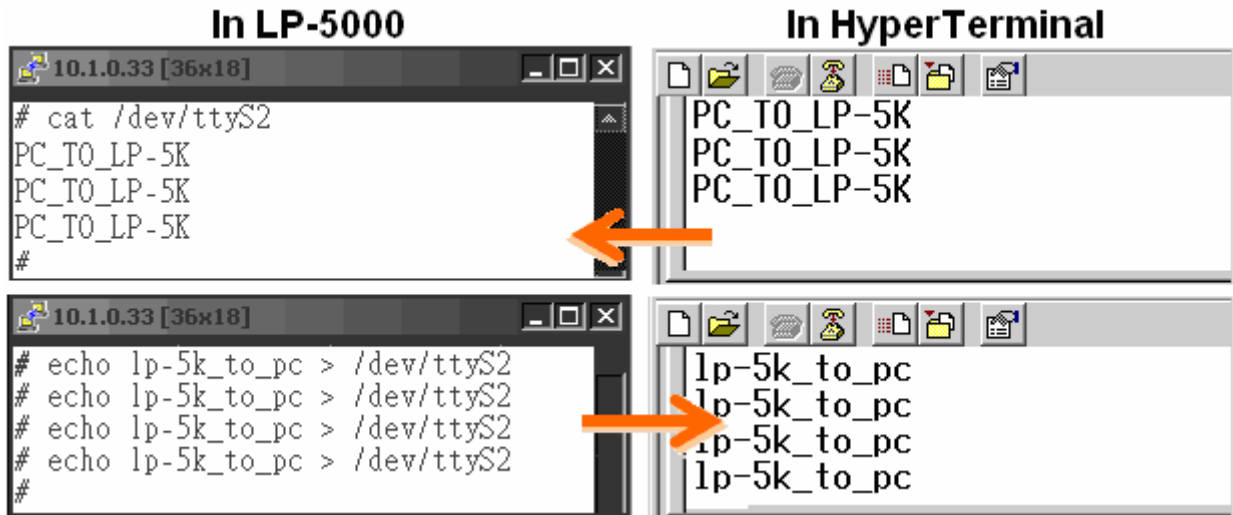 In LP-5000
In HyperTerminal
10.1.0.33 [36x18]
# cat /dev/ttyS2
PC_TO_LP-5K
PC_TO_LP-5K
PC_TO_LP-5K
#
PC_TO_LP-5K
PC_TO_LP-5K
PC_TO_LP-5K
10.1.0.33 [36x18]
# echo lp-5k_to_pc > /dev/ttyS2
# echo lp-5k_to_pc > /dev/ttyS2
# echo lp-5k_to_pc > /dev/ttyS2
# echo lp-5k_to_pc > /dev/ttyS2
#
lp-5k_to_pc
lp-5k_to_pc
lp-5k_to_pc
lp-5k_to_pc